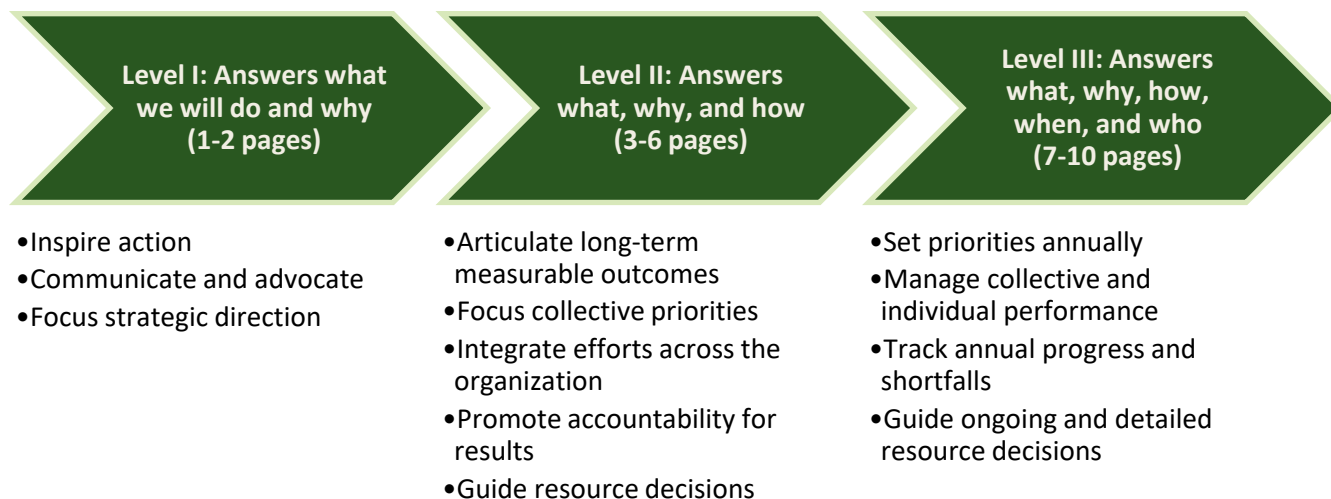 Level I: Answers what
we will do and why
(1-2 pages)
•Inspire action
•Communicate and advocate
•Focus strategic direction
Level II: Answers
what, why, and how
(3-6 pages)
•Articulate long-term
measurable outcomes
•Focus collective priorities
•Integrate efforts across the
organization
•Promote accountability for
results
•Guide resource decisions
Level III: Answers
what, why, how,
when, and who
(7-10 pages)
•Set priorities annually
•Manage collective and
individual performance
•Track annual progress and
shortfalls
•Guide ongoing and detailed
resource decisions